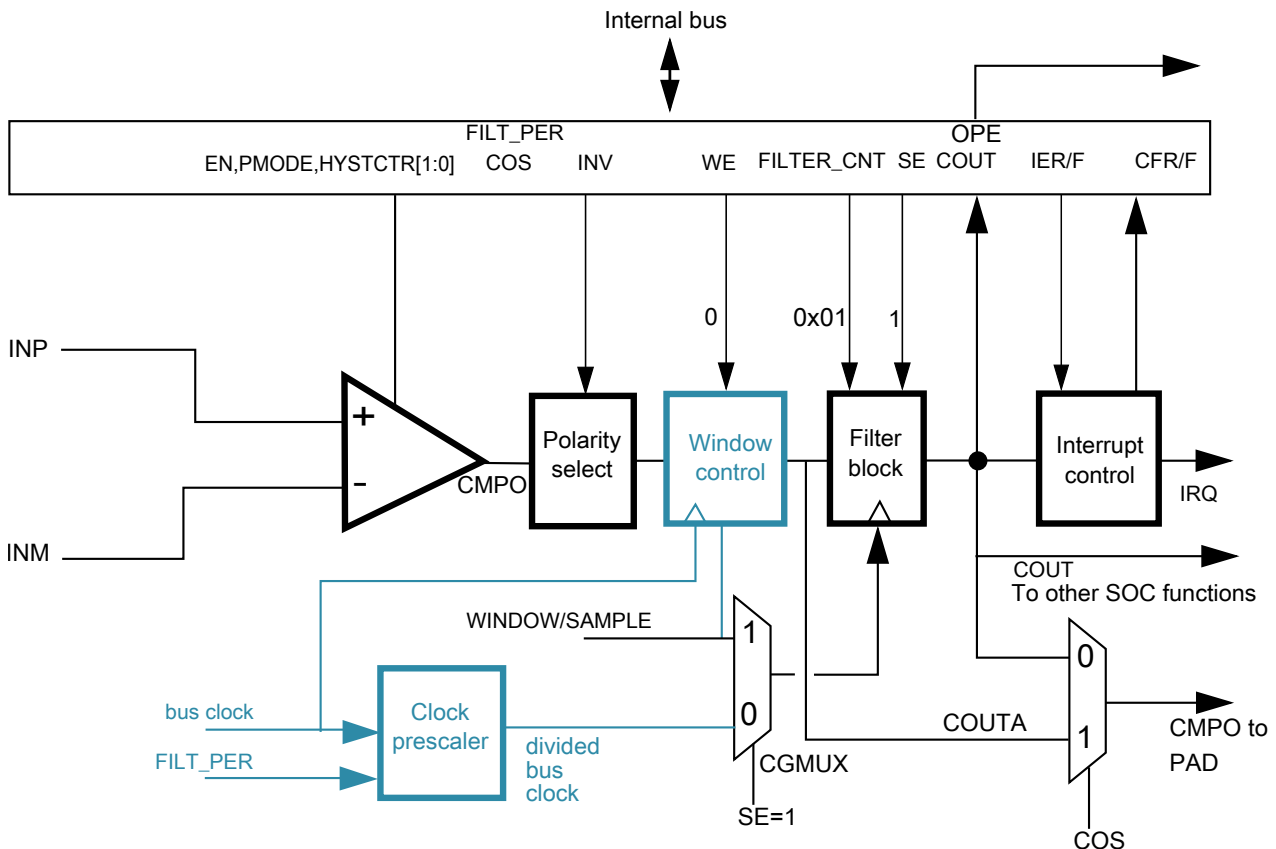 Internal bus
FILT_PER
OPE
EN,PMODE,HYSTCTR[1:0]
COS
INV
WE
FILTER_CNT
SE
COUT
IER/F
CFR/F
0
0x01
1
INP
+
-
INM
CMPO
Polarity
select
Window
control
Filter
block
Interrupt
control
IRQ
COUT
To other SOC functions
WINDOW/SAMPLE
1
0
CGMUX
SE=1
bus clock
FILT_PER
Clock
prescaler
divided
bus
clock
COUTA
0
1
COS
CMPO to
PAD